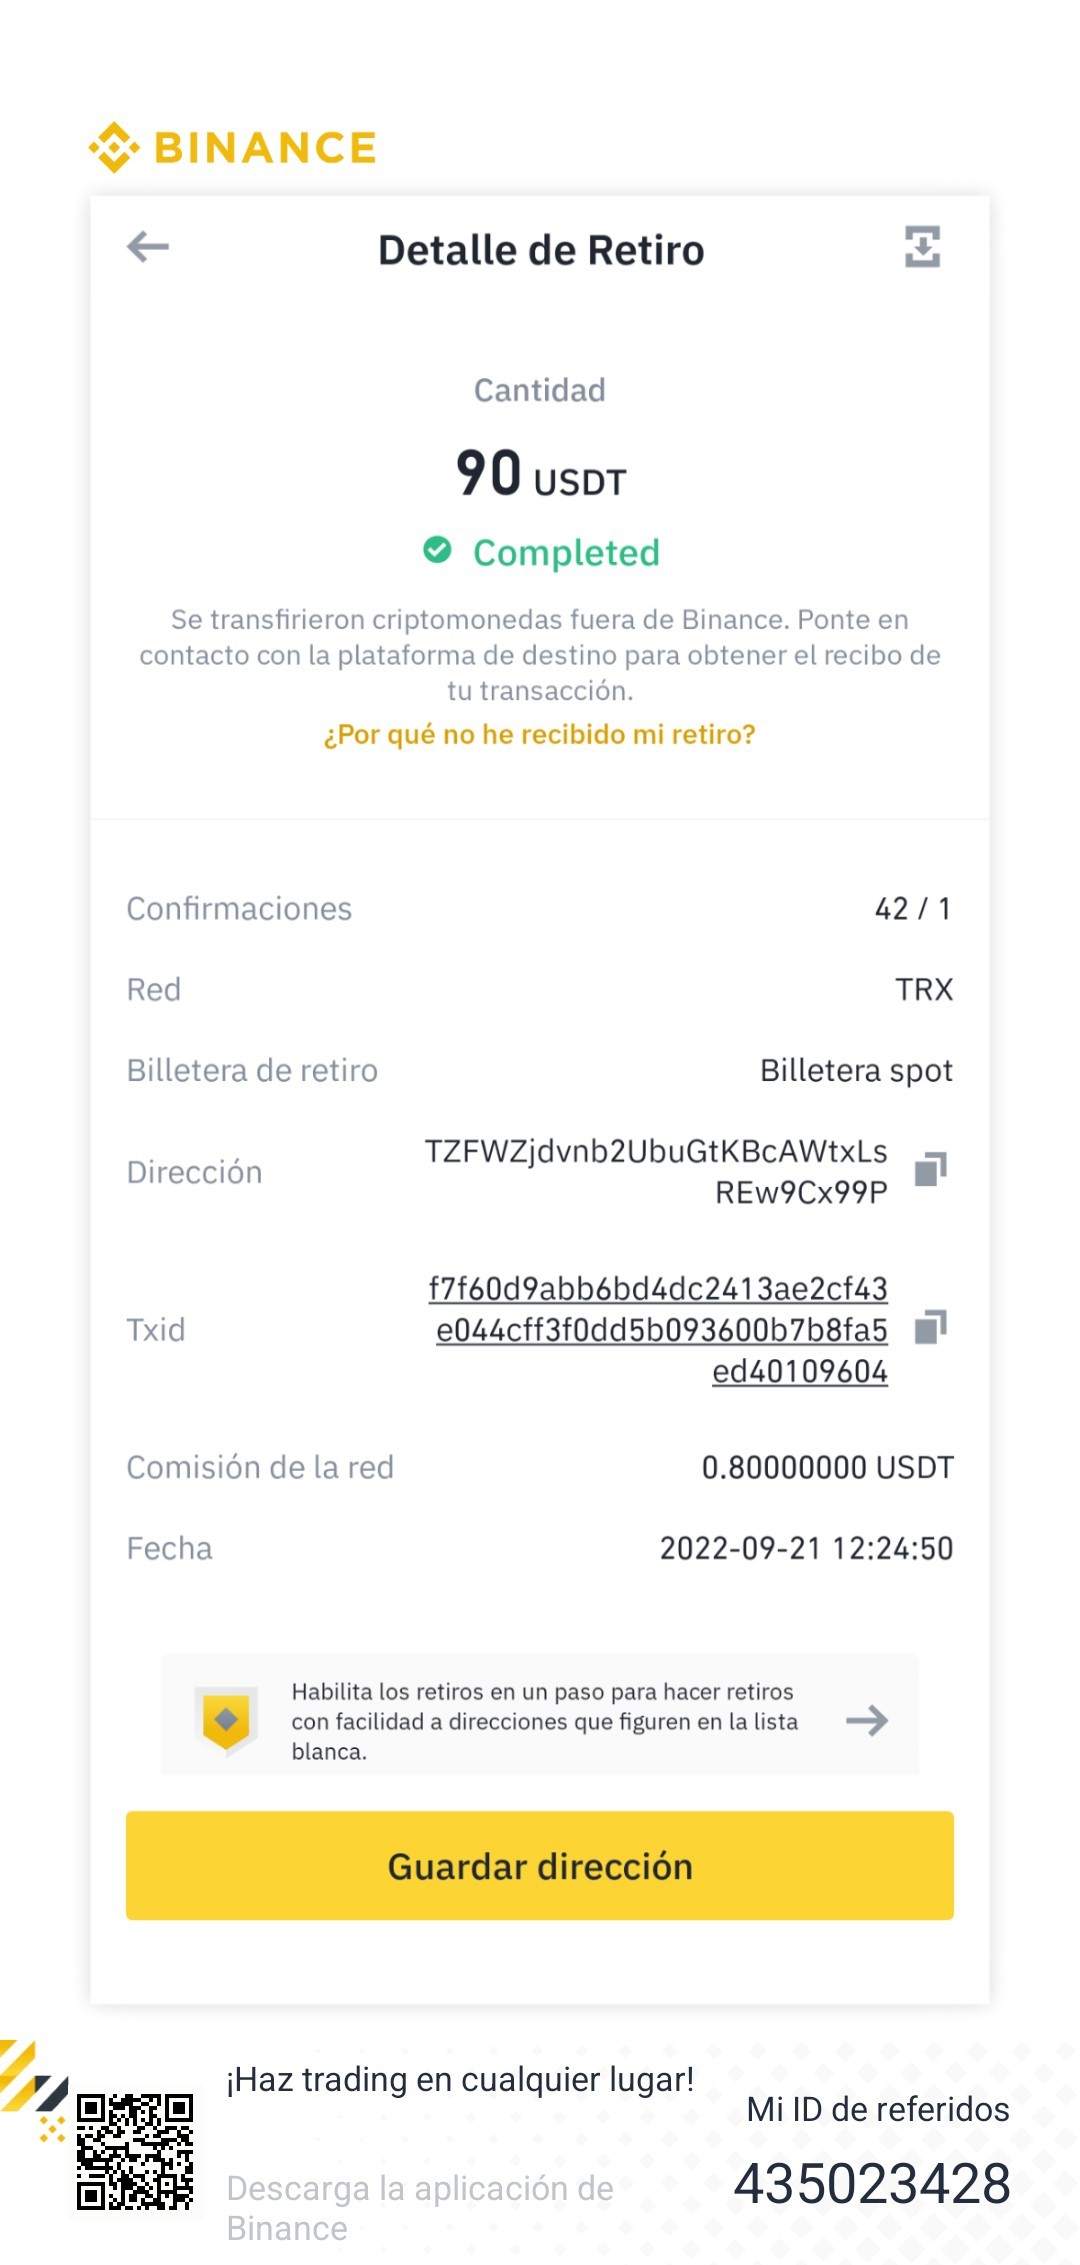 BINANCE
Detalle de Retiro
Cantidad
90 USDT
Completed
Se transfirieron criptomonedas fuera de Binance. Ponte en
contacto con la plataforma de destino para obtener el recibo de
tu transacción.
¿Por qué no he recibido mi retiro?
Confirmaciones 42 / 1
Red TRX
Billetera de retiro Billetera spot
Dirección TZFWZjdvnb2UbuGtKBcAWtxLs
REw9Cx99P
Txid f7f60d9abb6bd4dc2413ae2cf43
e044cff3f0dd5b093600b7b8fa5
ed40109604
Comisión de la red 0.80000000 USDT
Fecha 2022-09-21 12:24:50
Habilita los retiros en un paso para hacer retiros
con facilidad a direcciones que figuren en la lista
blanca.
Guardar dirección
¡Haz trading en cualquier lugar!
Mi ID de referidos
435023428
Descarga la aplicación de
Binance